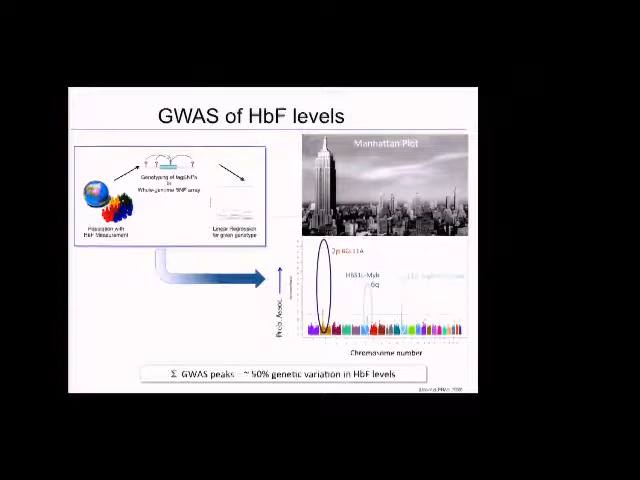 GWAS of HbF levels
Genotyping of tagSNPs
or
Whole-genome SNP array
Population with
HbF Measurement
Linear Regression
for given genotype
Manhattan Plot
2p BCL11A
HBS1L-Myb
6q
Prob. Assoc.
Chromosome number
Σ GWAS peaks ~ 50% genetic variation in HbF levels